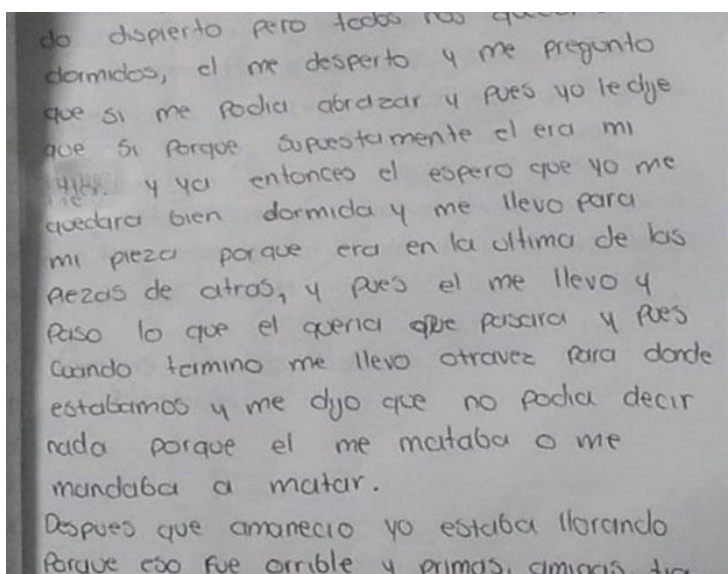 do dispierto pero todos nos
dormidos, el me desperto y me pregunto
que si me podia abrazar y pues yo le dije
que si porque supuestamente el era mi
y ya entonces el espero que yo me
quedara bien dormida y me llevo para
mi pieza porque era en la ultima de las
piezas de atras, y pues el me llevo y
paso lo que el queria que pasara y pues
cuando termino me llevo otravez para donde
estabamos y me dijo que no podia decir
nada porque el me mataba o me
mandaba a matar.
Despues que amanecio yo estaba llorando
porque eso fue orrible y primas, amigas